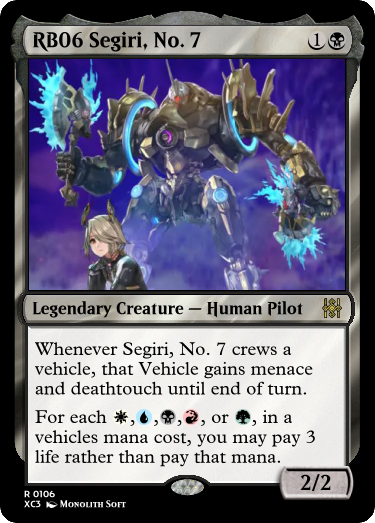 RB06 Segiri, No. 7 1
Legendary Creature — Human Pilot
Whenever Segiri, No. 7 crews a
vehicle, that Vehicle gains menace
and deathtouch until end of turn.
For each , , , , or , in a
vehicles mana cost, you may pay 3
life rather than pay that mana.
2/2
R 0106
XC3 Monolith Soft